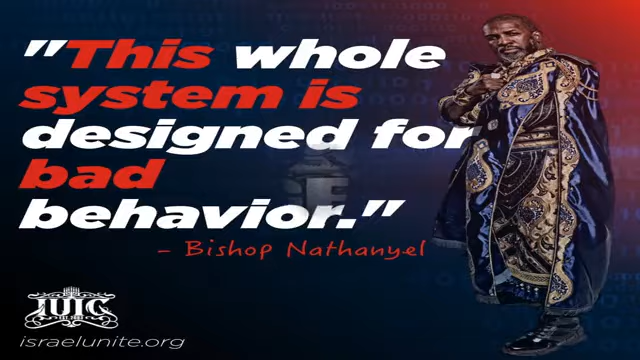 "This whole
system is
designed for
bad
behavior."
- Bishop Nathanyel
IUIC
israelunite.org